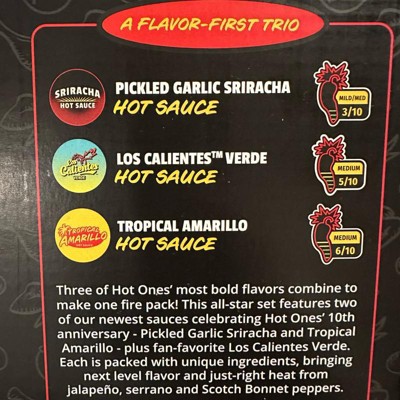 A FLAVOR-FIRST TRIO
SRIRACHA
HOT SAUCE
PICKLED GARLIC SRIRACHA
HOT SAUCE
MILD/MED
3/10
Los
Calientes
VERDE
LOS CALIENTES™ VERDE
HOT SAUCE
MEDIUM
5/10
TROPICAL
AMARILLO
TROPICAL AMARILLO
HOT SAUCE
MEDIUM
6/10
Three of Hot Ones' most bold flavors combine to
make one fire pack! This all-star set features two
of our newest sauces celebrating Hot Ones' 10th
anniversary - Pickled Garlic Sriracha and Tropical
Amarillo - plus fan-favorite Los Calientes Verde.
Each is packed with unique ingredients, bringing
next level flavor and just-right heat from
jalapeño, serrano and Scotch Bonnet peppers.